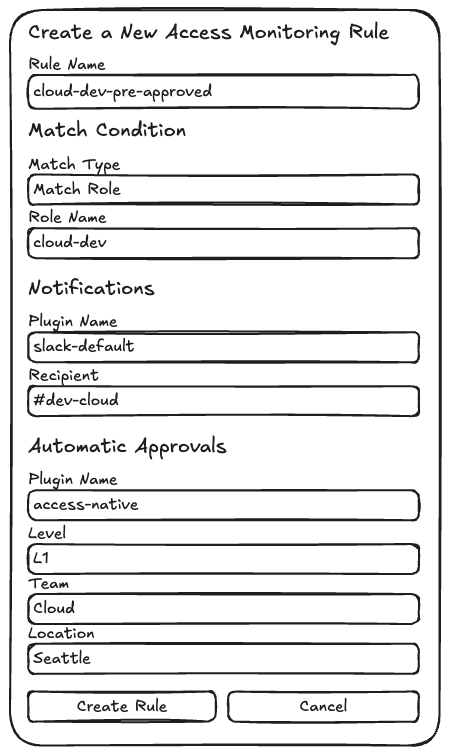 Create a New Access Monitoring Rule
Rule Name
cloud-dev-pre-approved
Match Condition
Match Type
Match Role
Role Name
cloud-dev
Notifications
Plugin Name
slack-default
Recipient
#dev-cloud
Automatic Approvals
Plugin Name
access-native
Level
L1
Team
Cloud
Location
Seattle
Create Rule Cancel